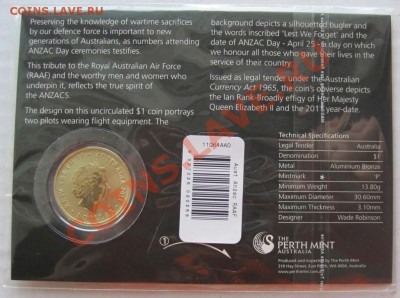 Preserving the knowledge of wartime sacrifices
by our defence force is important to new
generations of Australians, as numbers attending
ANZAC Day ceremonies testifies.
This tribute to the Royal Australian Air Force
(RAAF) and the worthy men and women who
underpin it, reflects the true spirit of
the ANZACS.
The design on this uncirculated $1 coin portrays
two pilots wearing flight equipment. The
background depicts a silhouetted bugler and
the words inscribed 'Lest We Forget' and the
date of ANZAC Day - April 25 - a day on which
we honour all those who gave their lives in the
service of their country.
Issued as legal tender under the Australian
Currency Act 1965, the coin's obverse depicts
the Ian Rank-Broadly effigy of Her Majesty
Queen Elizabeth II and the 2011 year-date.
Technical Specifications
Legal Tender Australia
Denomination $1
Metal Aluminium Bronze
Mintmark 'P'
Minimum Weight 13.80g
Maximum Diameter 30.60mm
Maximum Thickness 3.10mm
Designer Wade Robinson
11064AAD
Aust Anzac RAAF
THE
PERTH MINT
AUSTRALIA
COINS.LAVE.RU